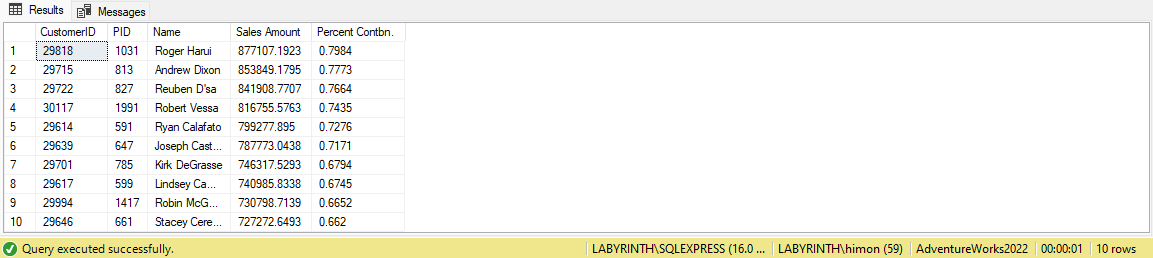 Results Messages
CustomerID PID Name Sales Amount Percent Contbn.
1 29818 1031 Roger Harui 877107.1923 0.7984
2 29715 813 Andrew Dixon 853849.1795 0.7773
3 29722 827 Reuben D'sa 841908.7707 0.7664
4 30117 1991 Robert Vessa 816755.5763 0.7435
5 29614 591 Ryan Calafato 799277.895 0.7276
6 29639 647 Joseph Cast... 787773.0438 0.7171
7 29701 785 Kirk DeGrasse 746317.5293 0.6794
8 29617 599 Lindsey Ca... 740985.8338 0.6745
9 29994 1417 Robin McG... 730798.7139 0.6652
10 29646 661 Stacey Cere... 727272.6493 0.662
Query executed successfully. LABYRINTH\SQLEXPRESS (16.0 ... LABYRINTH\himon (59) AdventureWorks2022 00:00:01 10 rows